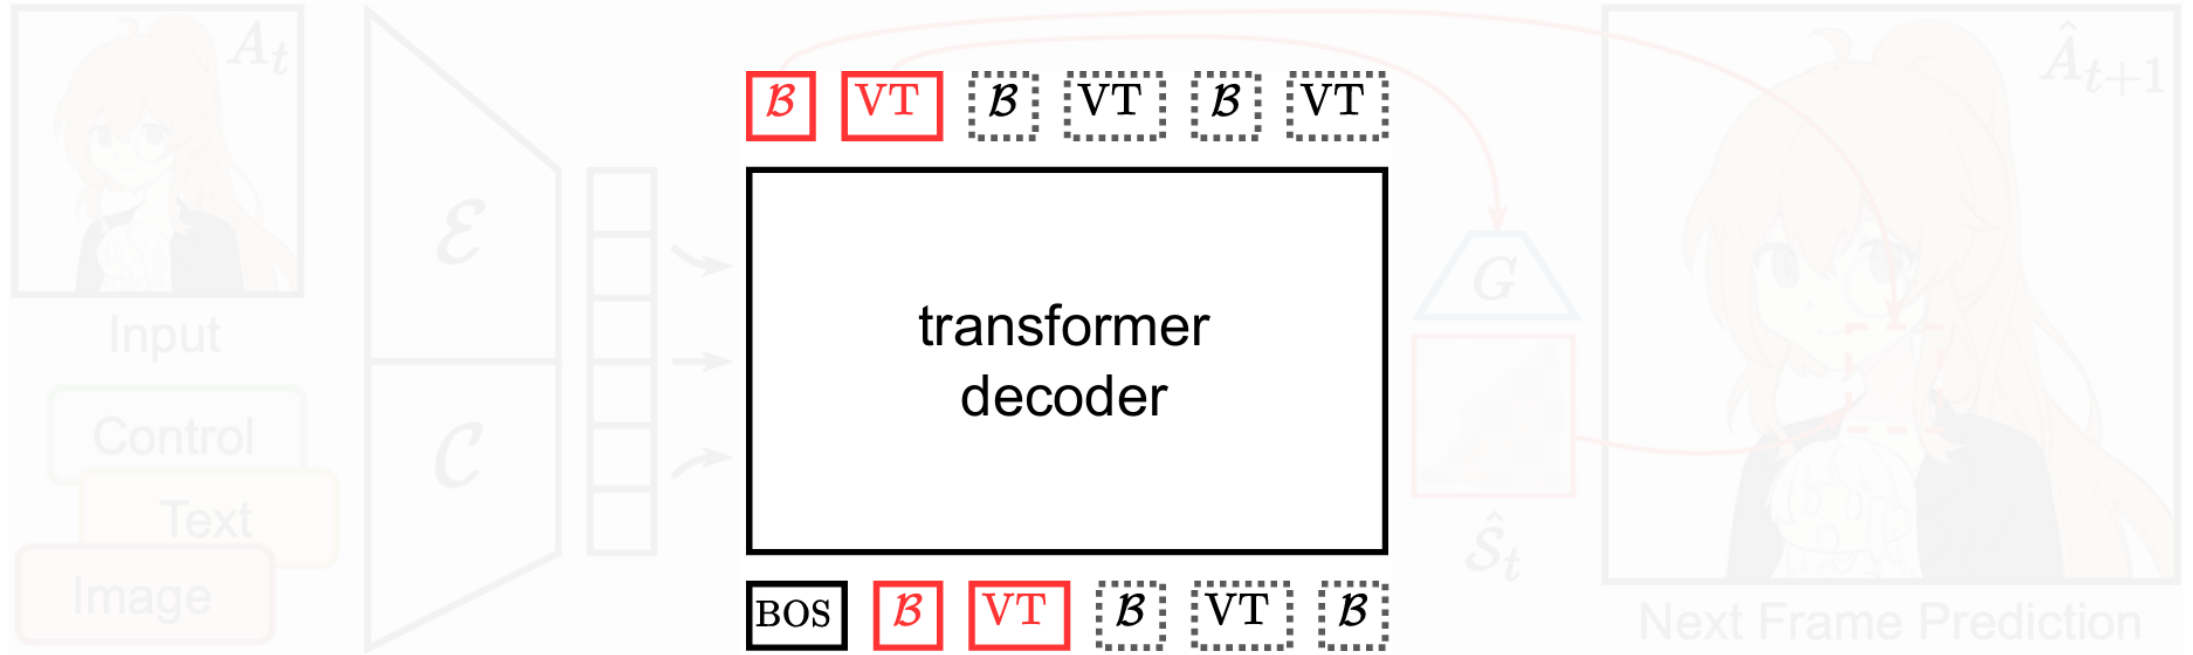 A_t
Input
Control
Text
Image
ℰ
𝒞
ℬ VT ℬ VT ℬ VT
transformer
decoder
BOS ℬ VT ℬ VT ℬ
G
Ŝ_t
Â_{t+1}
Next Frame Prediction